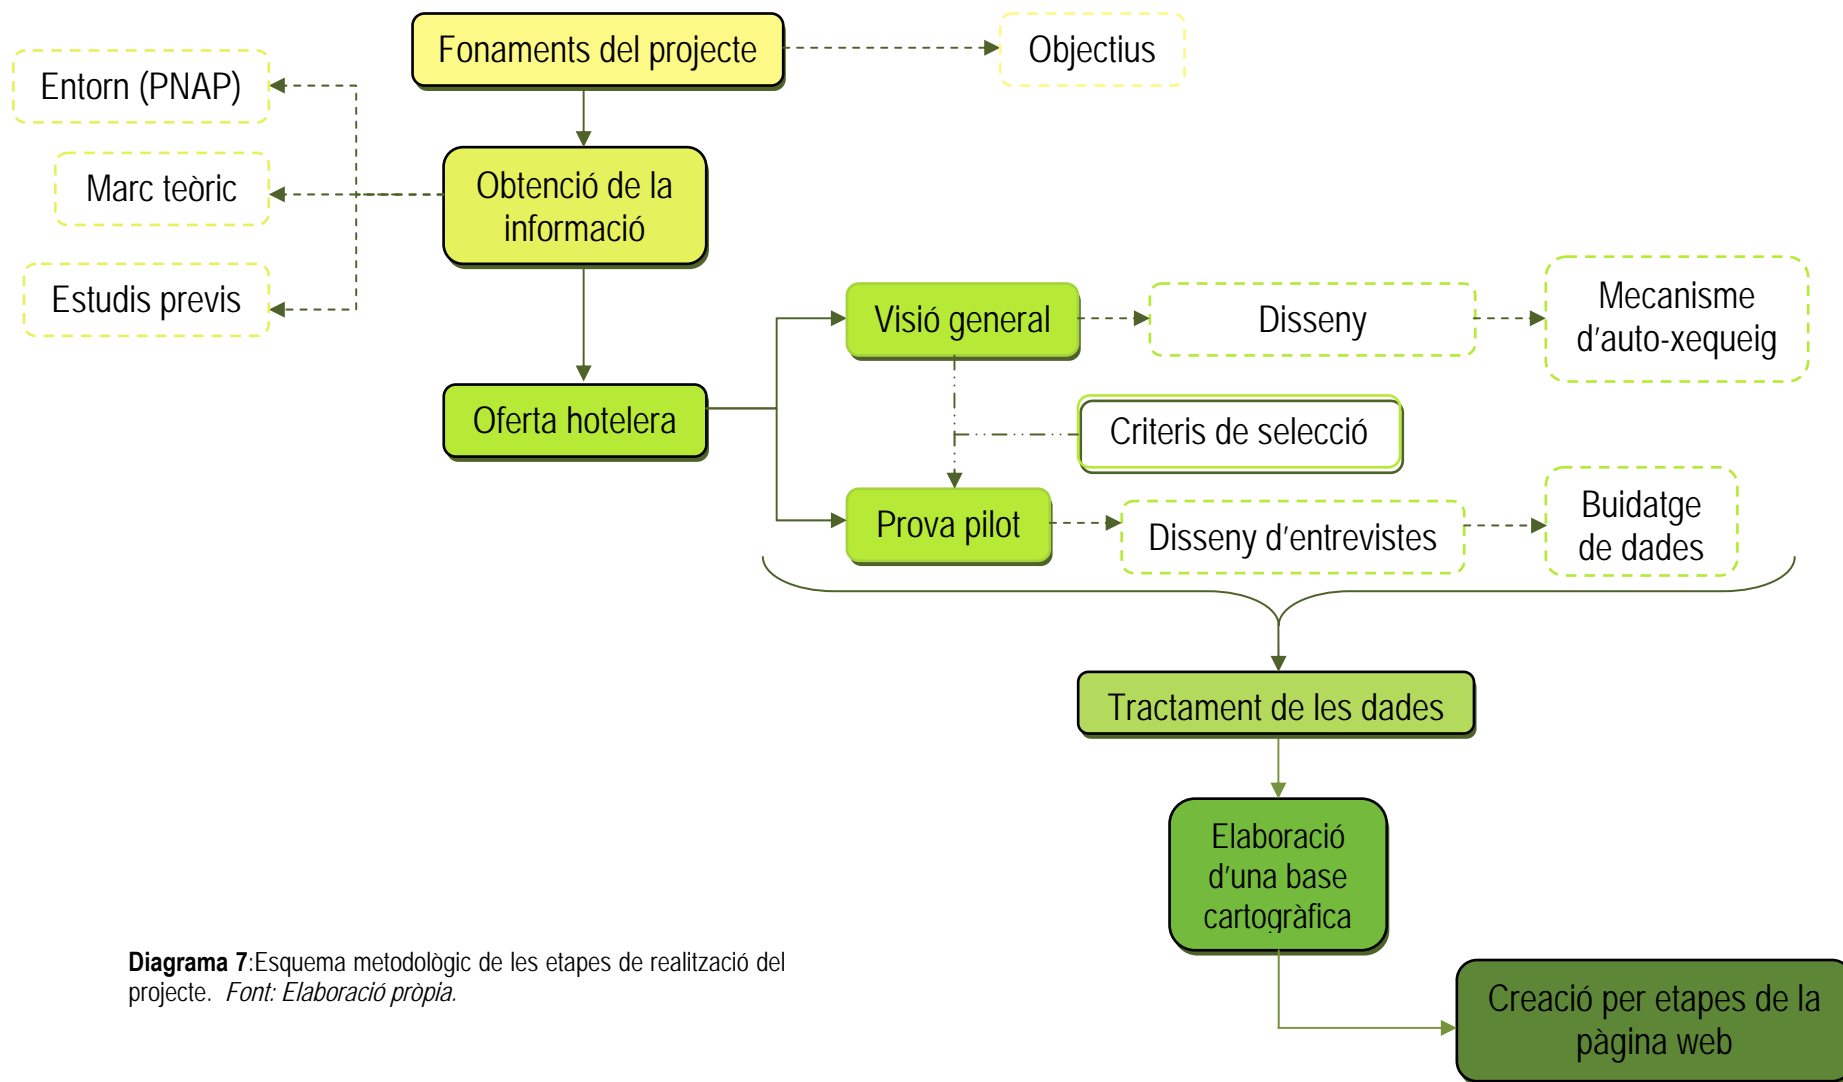 Fonaments del projecte
Objectius
Entorn (PNAP)
Marc teòric
Estudis previs
Obtenció de la
informació
Visió general
Disseny
Mecanisme
d'auto-xequeig
Oferta hotelera
Criteris de selecció
Prova pilot
Disseny d'entrevistes
Buidatge
de dades
Tractament de les dades
Elaboració
d'una base
cartogràfica
Diagrama 7:Esquema metodològic de les etapes de realització del
projecte. Font: Elaboració pròpia.
Creació per etapes de la
pàgina web